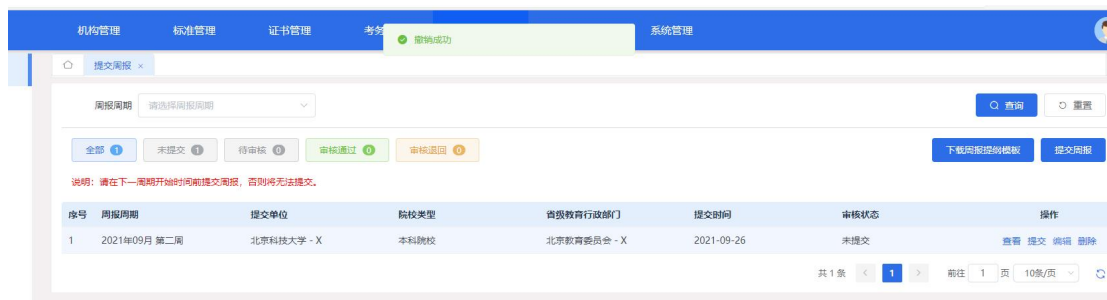 机构管理 标准管理 证书管理 考务 系统管理
撤销成功
提交周报 ×
周报周期 请选择周报周期 查询 重置
全部 1 未提交 1 待审核 0 审核通过 0 审核退回 0 下载周报提纲模板 提交周报
说明：请在下一周期开始时间前提交周报，否则将无法提交。
序号 周报周期 提交单位 院校类型 省级教育行政部门 提交时间 审核状态 操作
1 2021年09月 第二周 北京科技大学 - X 本科院校 北京教育委员会 - X 2021-09-26 未提交 查看 提交 编辑 删除
共 1 条 < 1 > 前往 1 页 10条/页